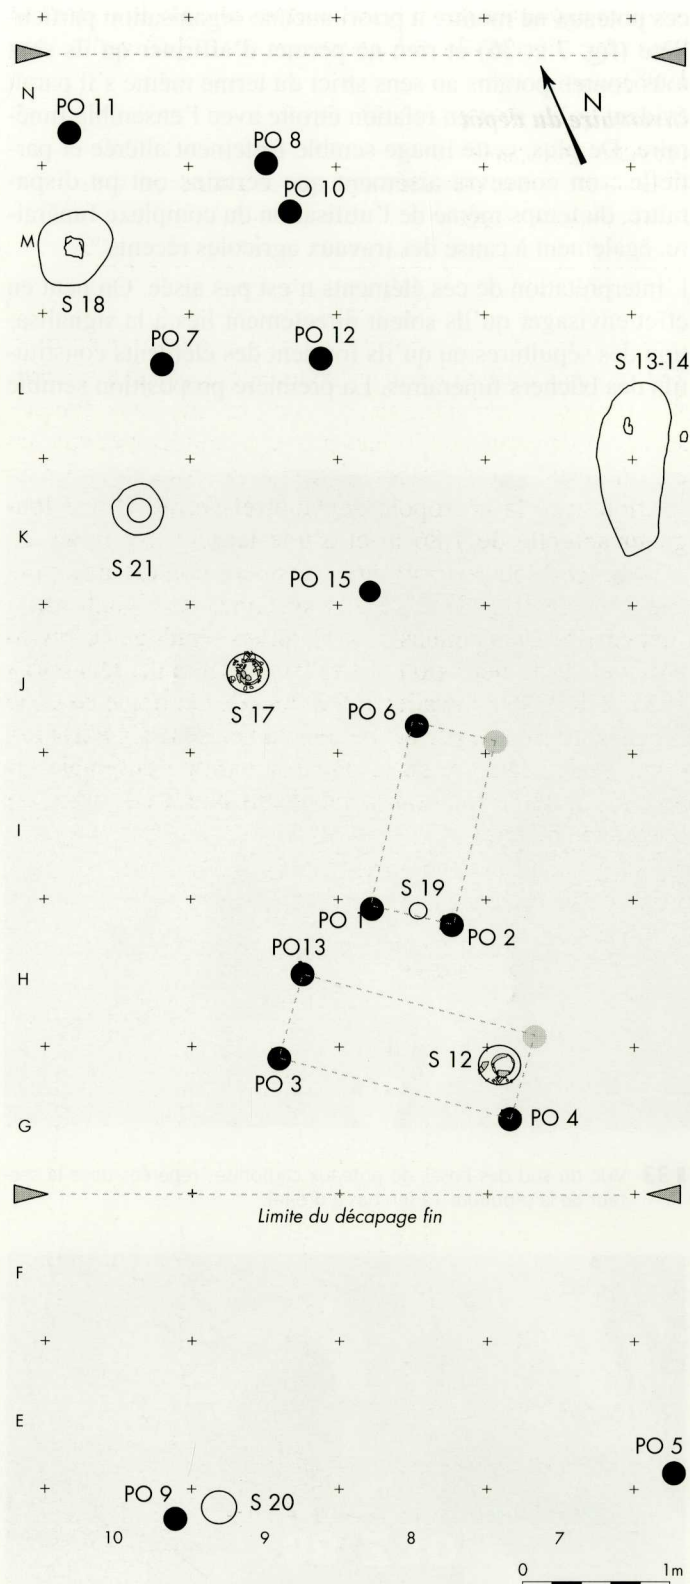 N
N
PO 11
PO 8
PO 10
M
S 18
PO 7
PO 12
S 13-14
L
K
S 21
PO 15
J
S 17
PO 6
I
S 19
PO 1
PO 2
PO13
H
S 12
PO 3
PO 4
G
Limite du décapage fin
F
E
PO 5
PO 9
S 20
10
9
8
7
0
1m